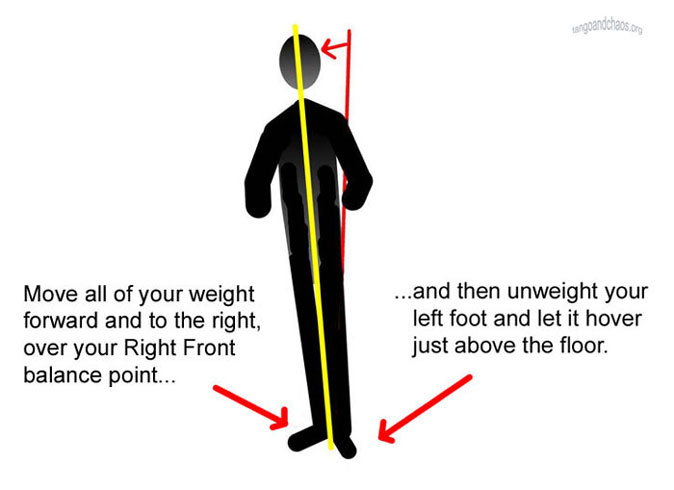 tangoandchaos.org
Move all of your weight
forward and to the right,
over your Right Front
balance point...
...and then unweight your
left foot and let it hover
just above the floor.